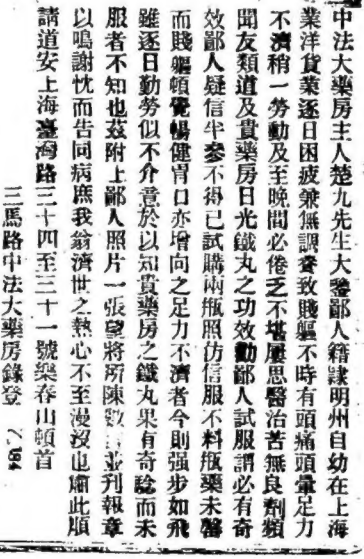 中法大藥房主人楚九先生大鑒鄙人籍隸明州自幼在上海
業洋貨業逐日困疲兼無調養致賤軀不時有頭痛頭暈足力
不濟稍一勞動及至晚間必倦乏不堪屢思醫治苦無良劑頻
聞友類道及貴藥房日光鐵丸之功效勸鄙人試服謂必有奇
效鄙人疑信半參不得已試購兩瓶照仿信服不料瓶藥未罄
而賤軀頓覺暢健胃口亦增向之足力不濟者今則强步如飛
雖逐日勤勞似不介意於以知貴藥房之鐵丸果有奇驗而未
服者不知也茲附上鄙人照片一張望將所陳數並刊報章
以鳴謝忱而告同病庶我翁濟世之熱心不至漫沒也肅此順
請道安上海臺灣路三十四至三十一號樂春山頓首
三馬路中法大藥房錄登